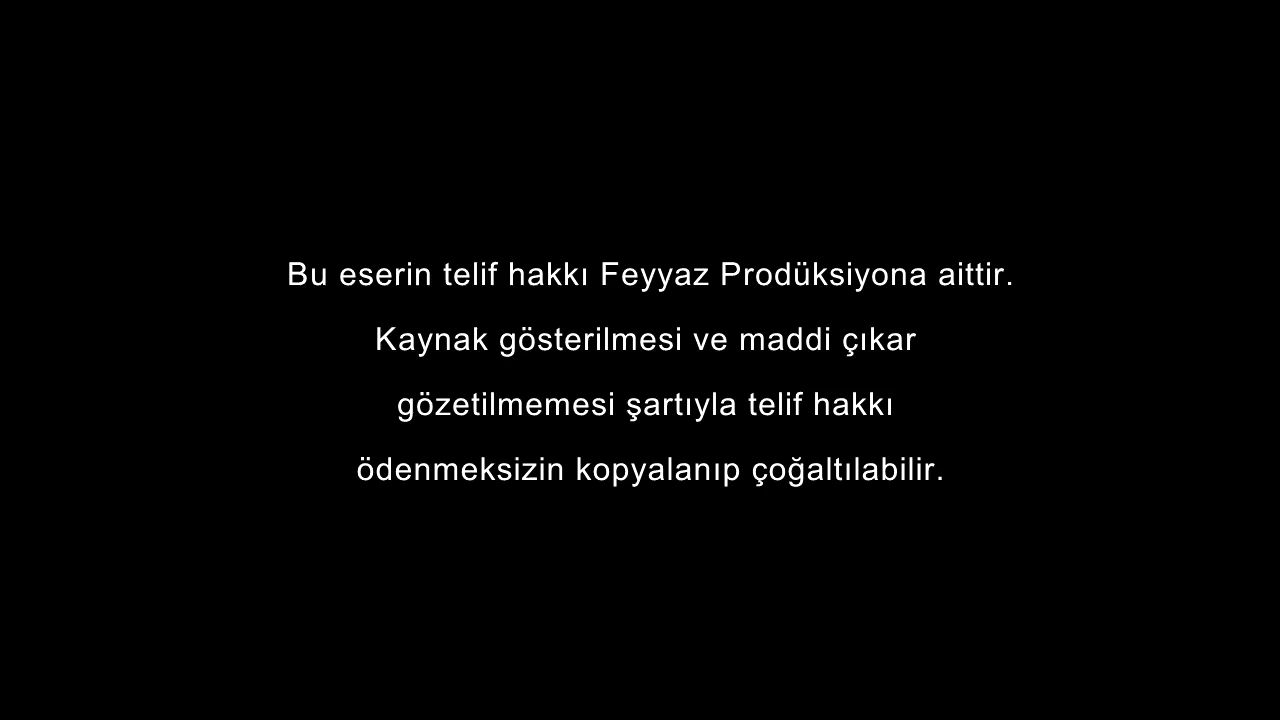 Bu eserin telif hakkı Feyyaz Prodüksiyona aittir.
Kaynak gösterilmesi ve maddi çıkar
gözetilmemesi şartıyla telif hakkı
ödenmeksizin kopyalanıp çoğaltılabilir.